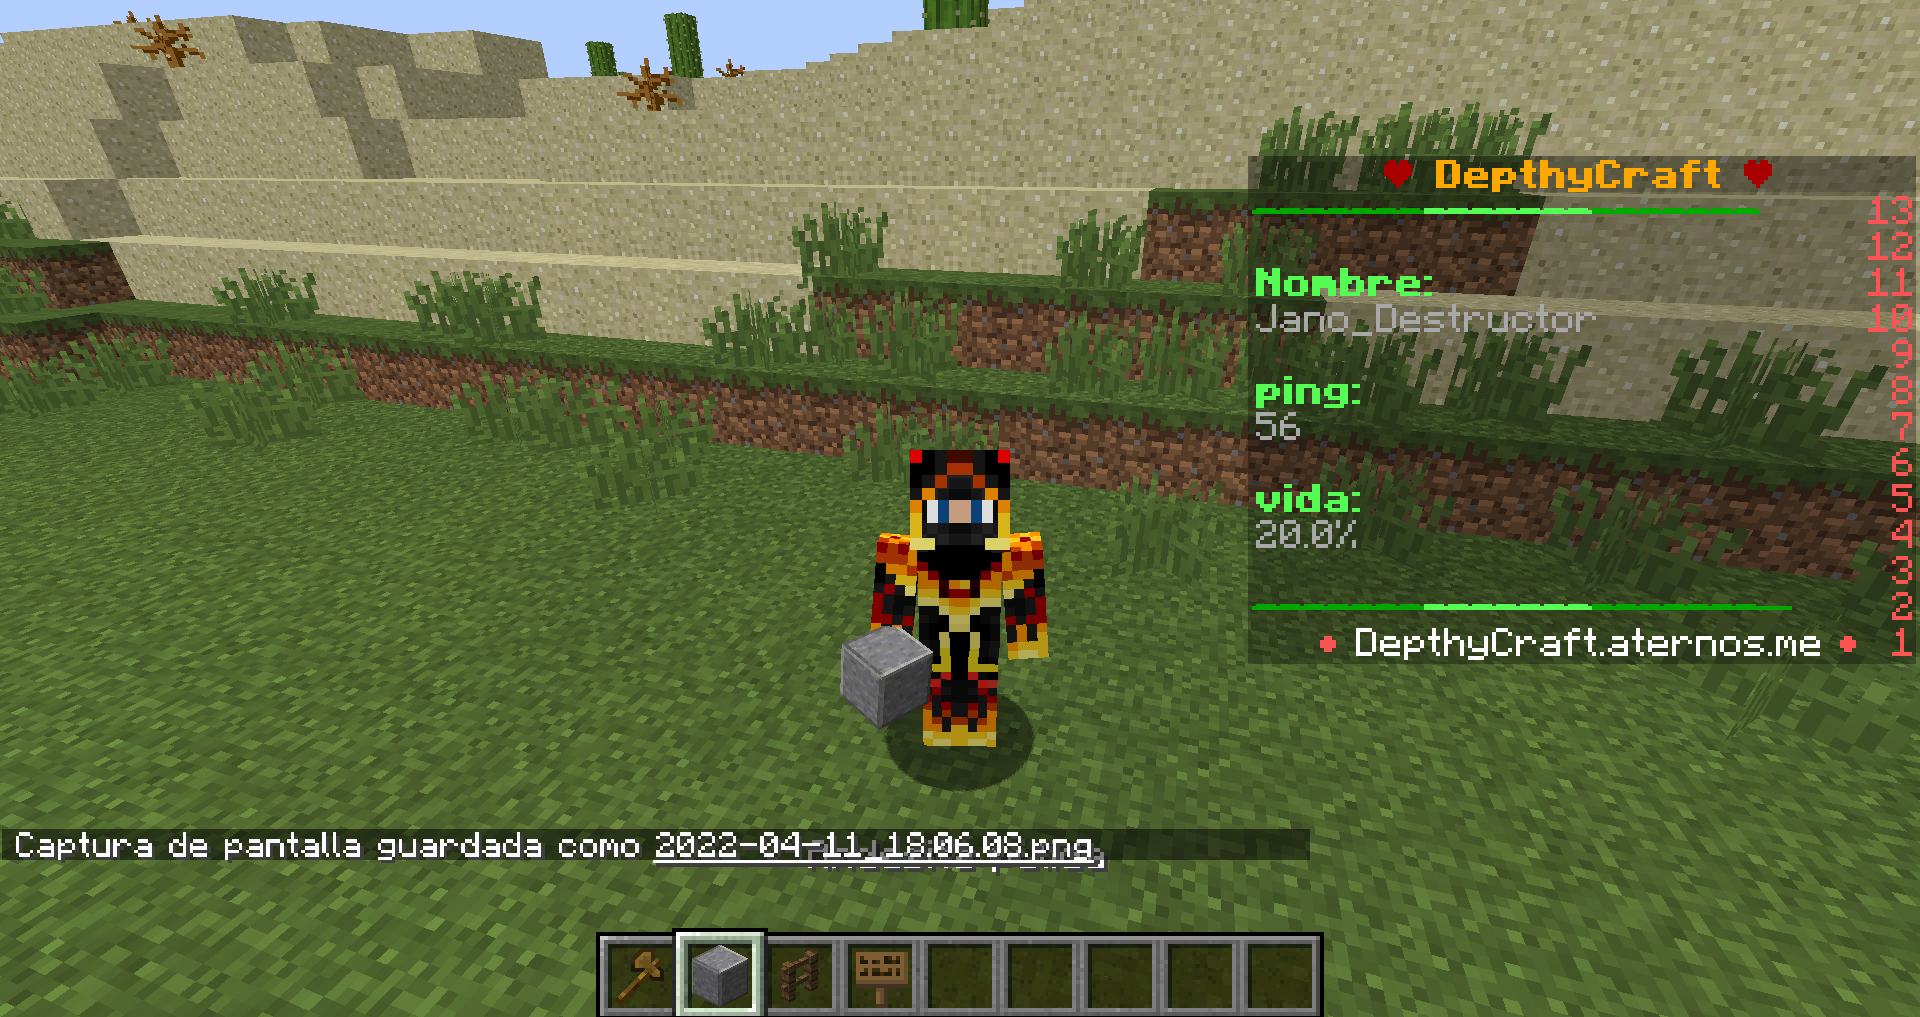 ❤ DepthyCraft ❤
13
12
Nombre: 11
Jano_Destructor 10
9
ping: 8
56 7
6
vida: 5
20.0% 4
3
2
● DepthyCraft.aternos.me ● 1
Captura de pantalla guardada como 2022-04-11_18.06.08.png